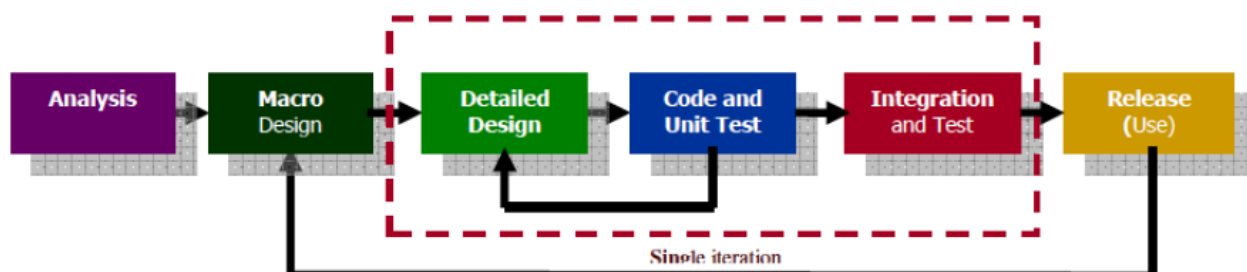 Analysis
Macro
Design
Detailed
Design
Code and
Unit Test
Integration
and Test
Release
(Use)
Single iteration